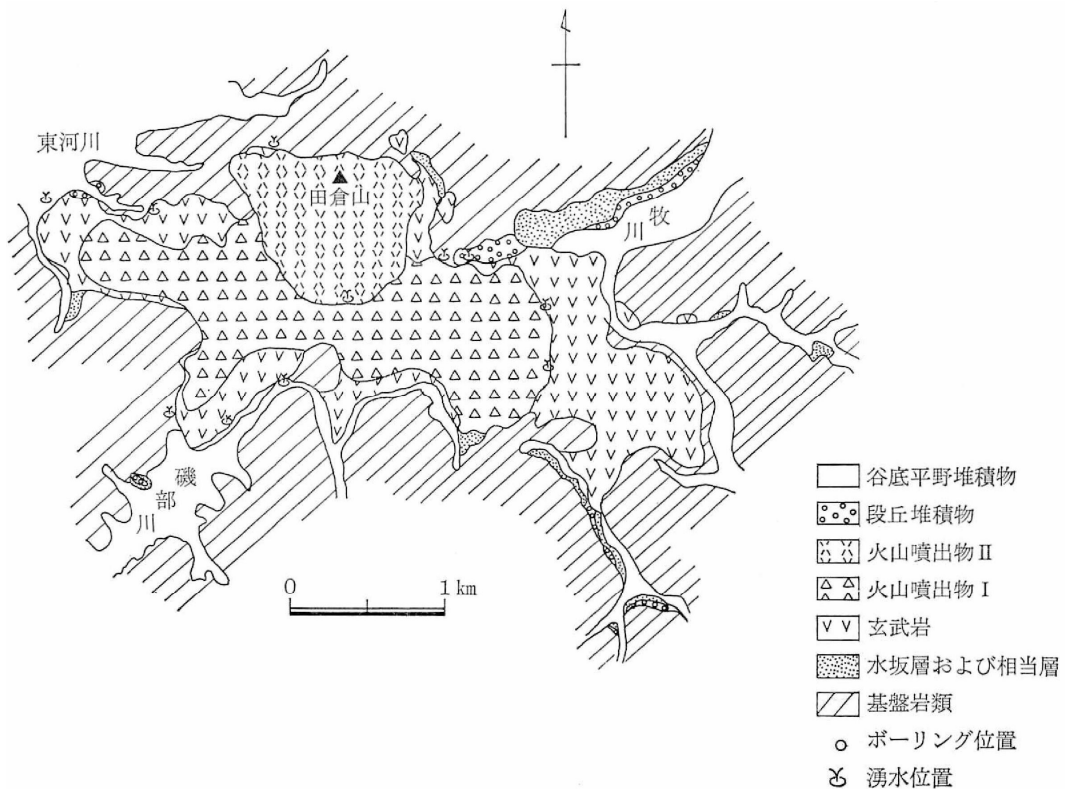 東河川
田倉山
牧
川
磯
部
川
0 1 km
谷底平野堆積物
段丘堆積物
火山噴出物 II
火山噴出物 I
玄武岩
水坂層および相当層
基盤岩類
ボーリング位置
湧水位置